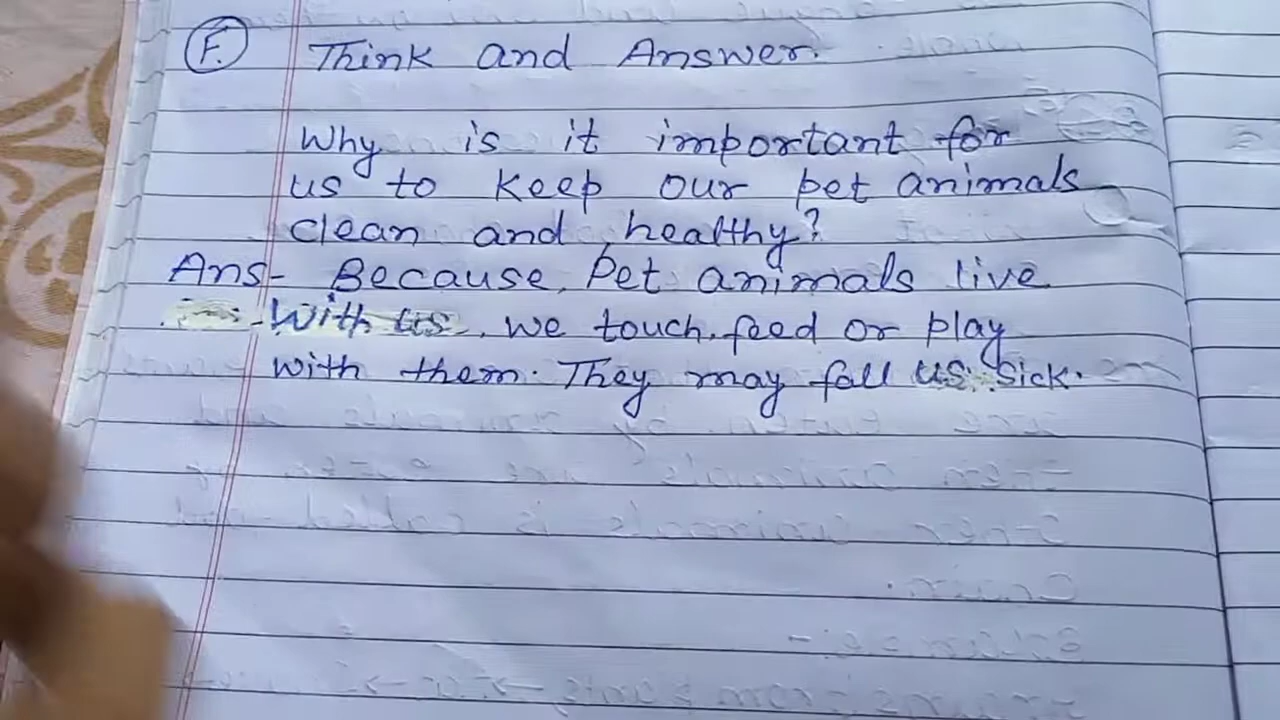 F. Think and Answer.
Why is it important for
us to keep our pet animals
clean and healthy?
Ans- Because, Pet animals live
with us, we touch, feed or play
with them. They may fall us sick.